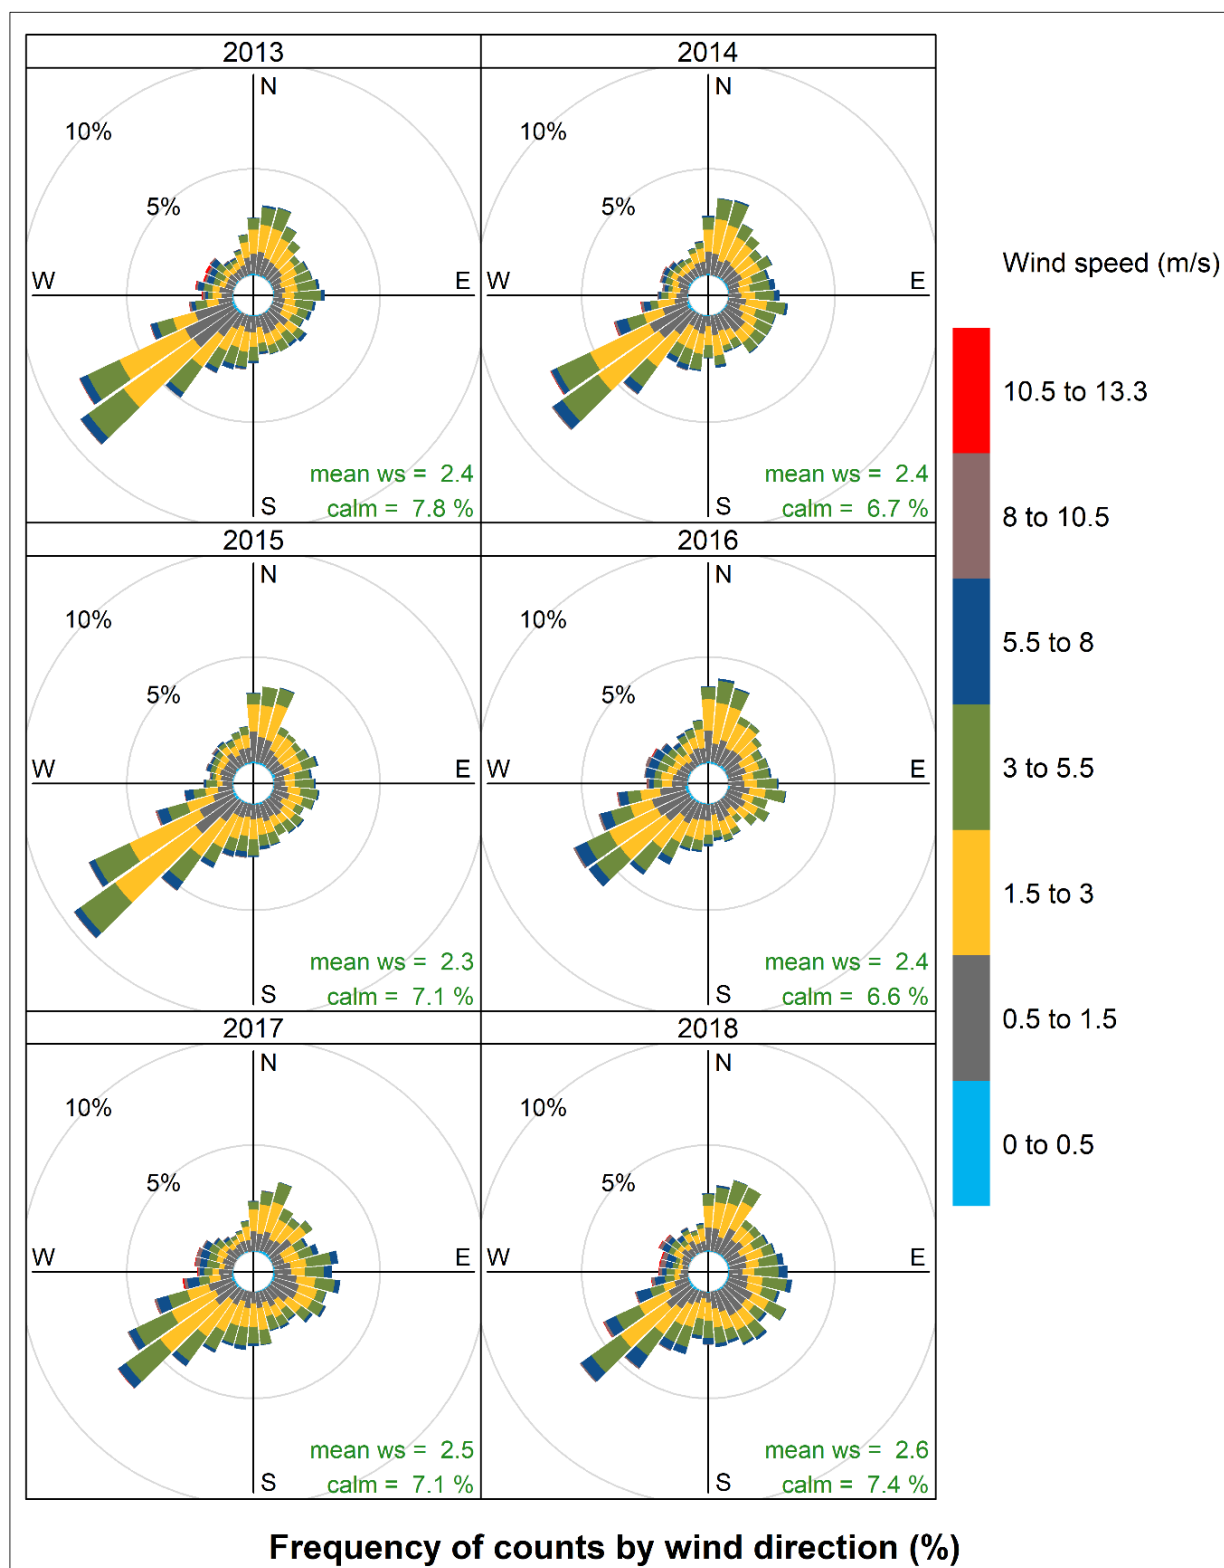 2013
N
10%
5%
W
E
S
mean ws = 2.4
calm = 7.8 %
2014
N
10%
5%
W
E
S
mean ws = 2.4
calm = 6.7 %
2015
N
10%
5%
W
E
S
mean ws = 2.3
calm = 7.1 %
2016
N
10%
5%
W
E
S
mean ws = 2.4
calm = 6.6 %
2017
N
10%
5%
W
E
S
mean ws = 2.5
calm = 7.1 %
2018
N
10%
5%
W
E
S
mean ws = 2.6
calm = 7.4 %
Wind speed (m/s)
10.5 to 13.3
8 to 10.5
5.5 to 8
3 to 5.5
1.5 to 3
0.5 to 1.5
0 to 0.5
Frequency of counts by wind direction (%)